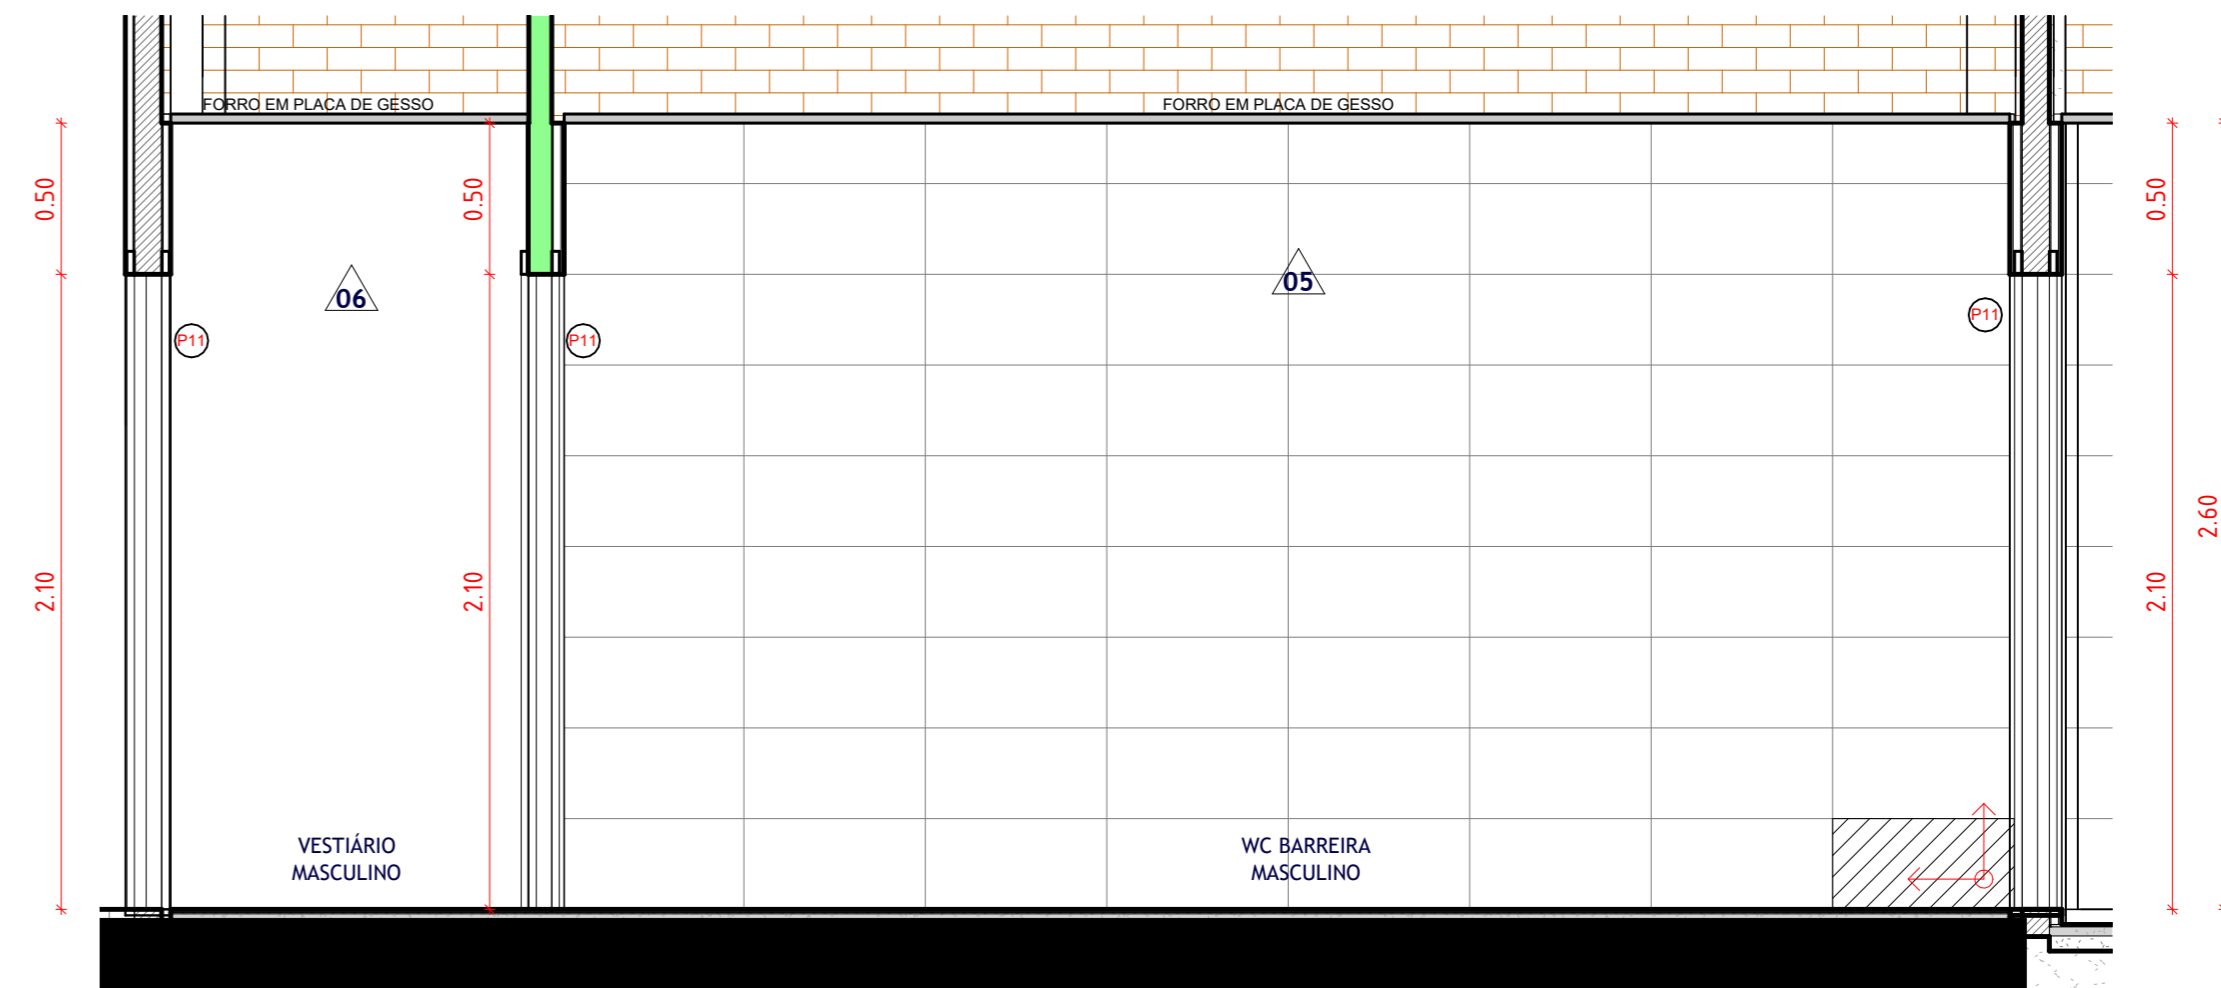 FORRO EM PLACA DE GESSO
FORRO EM PLACA DE GESSO
0.50
0.50
0.50
06
05
P11
P11
P11
2.60
2.10
2.10
2.10
VESTIÁRIO
MASCULINO
WC BARREIRA
MASCULINO